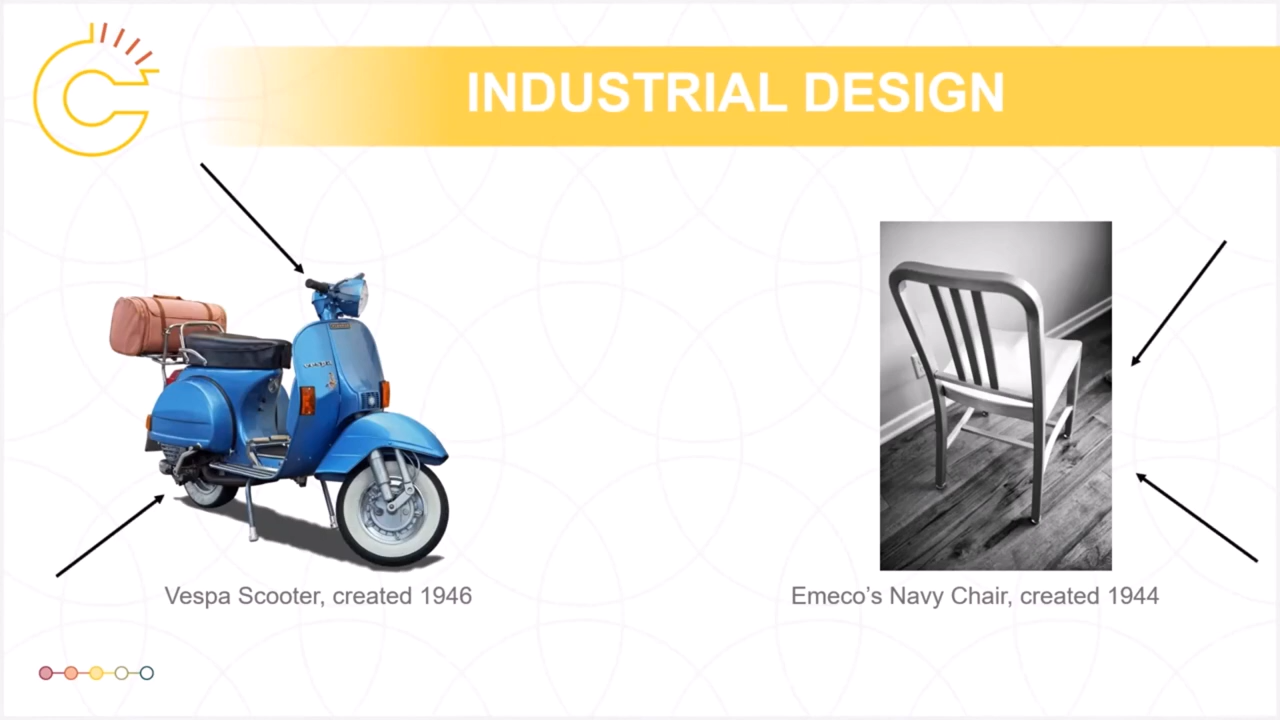 INDUSTRIAL DESIGN
Vespa Scooter, created 1946
Emeco’s Navy Chair, created 1944